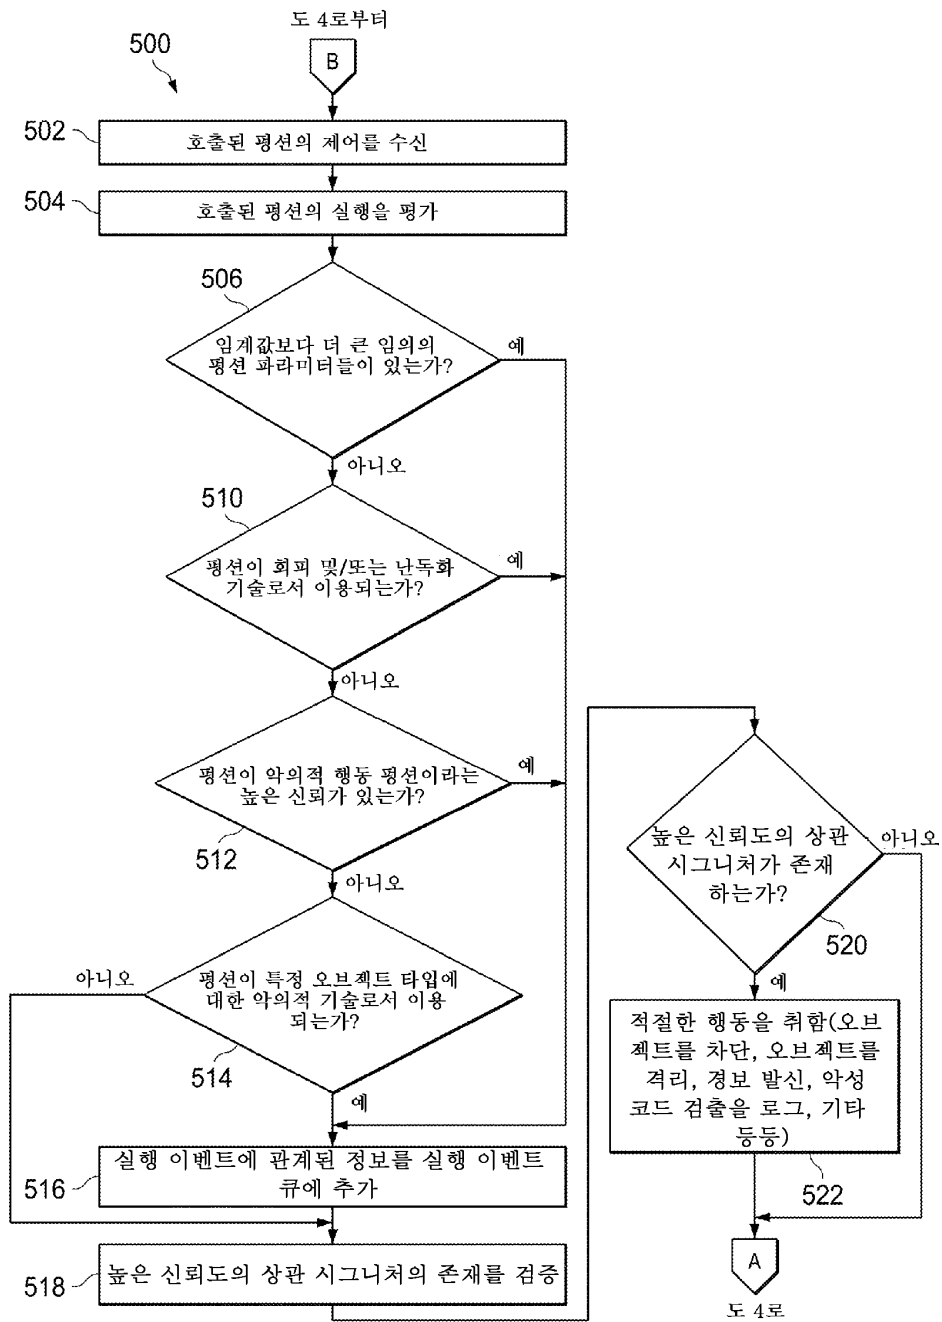 도 4로부터
500
B
502
호출된 평션의 제어를 수신
504
호출된 평션의 실행을 평가
506
임계값보다 더 큰 임의의
평션 파라미터들이 있는가?
예
아니오
510
평션이 회피 및/또는 난독화
기술로서 이용되는가?
예
아니오
평션이 악의적 행동 평션이라는
높은 신뢰가 있는가?
예
512
아니오
평션이 특정 오브젝트 타입에
대한 악의적 기술로서 이용
되는가?
아니오
514
예
516
실행 이벤트에 관계된 정보를 실행 이벤트
큐에 추가
518
높은 신뢰도의 상관 시그니처의 존재를 검증
높은 신뢰도의 상관
시그니처가 존재
하는가?
아니오
520
예
적절한 행동을 취함(오브
젝트를 차단, 오브젝트를
격리, 경보 발신, 악성
코드 검출을 로그, 기타
등등)
522
A
도 4로